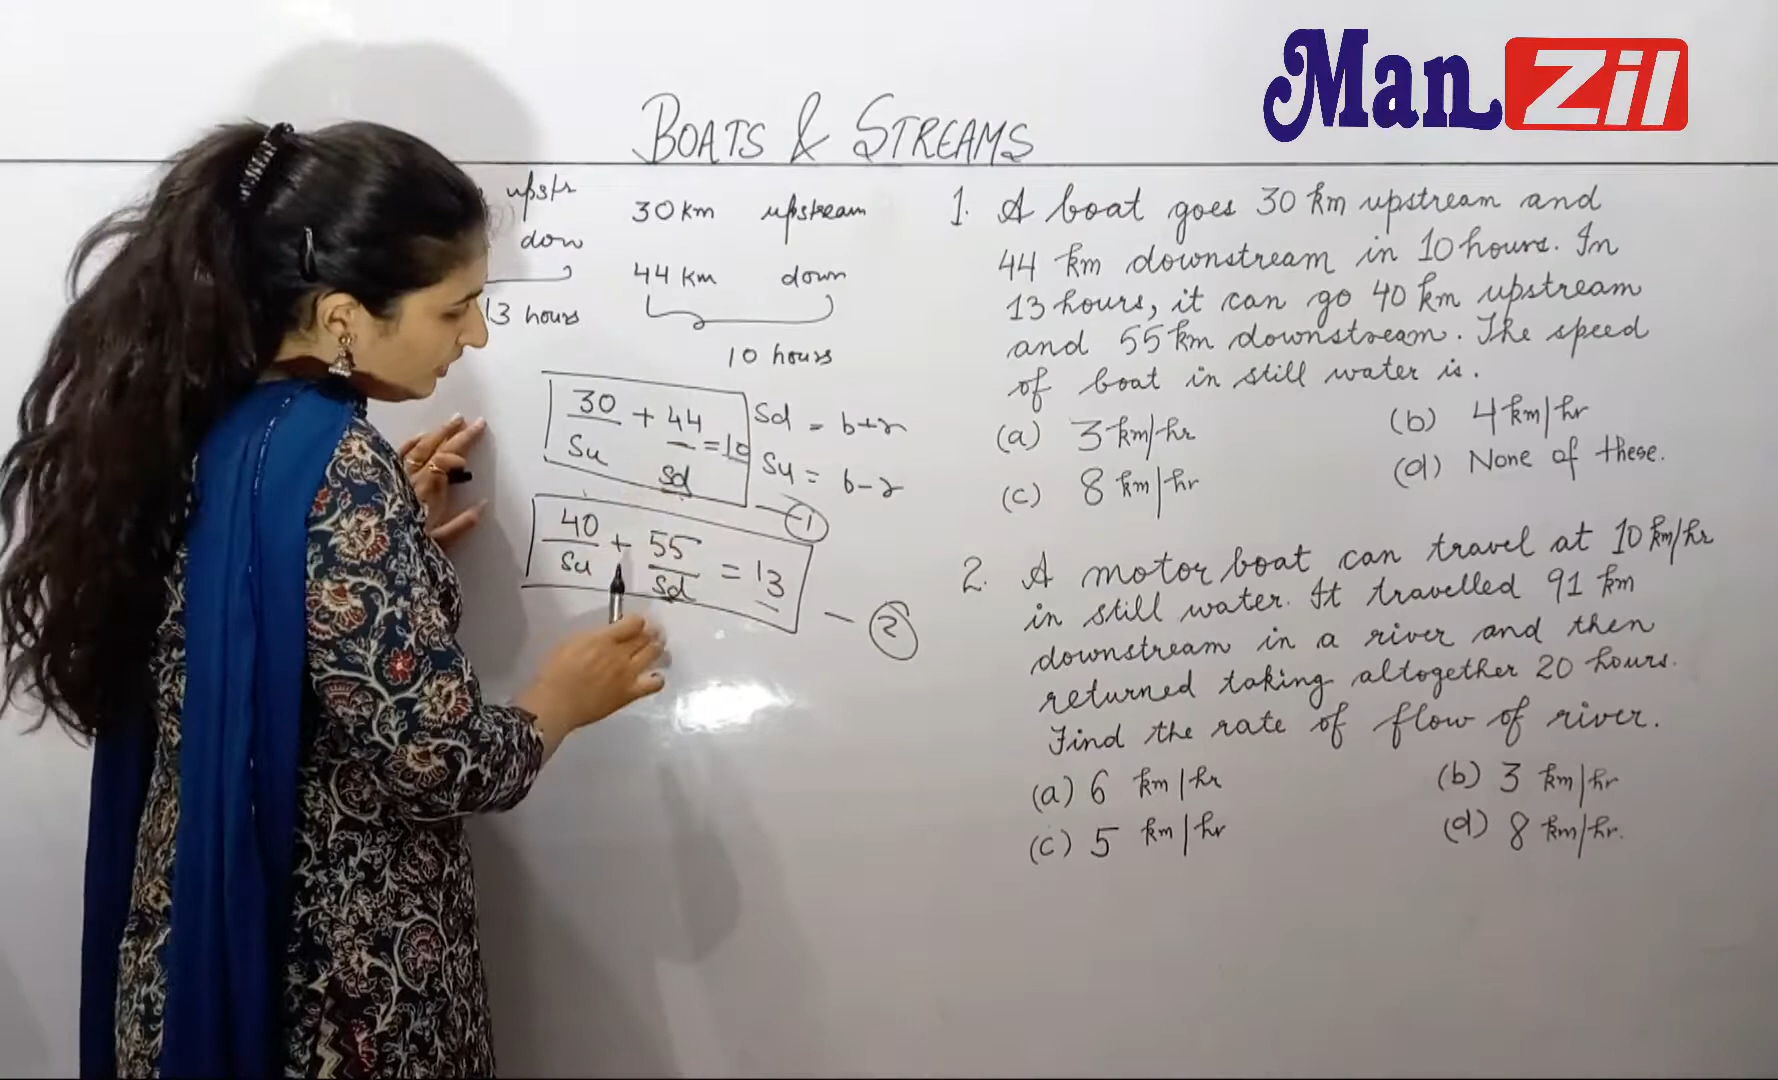 ManZil
BOATS & STREAMS
upstr
down
13 hours
30 km upstream
44 km down
10 hours
30/Su + 44/Sd = 10
Sd = b+r
Su = b-r
1
40/Su + 55/Sd = 13
2
1. A boat goes 30 km upstream and
44 km downstream in 10 hours. In
13 hours, it can go 40 km upstream
and 55 km downstream. The speed
of boat in still water is.
(a) 3 km/hr (b) 4 km/hr
(c) 8 km/hr (d) None of these.
2. A motor boat can travel at 10 km/hr
in still water. It travelled 91 km
downstream in a river and then
returned taking altogether 20 hours.
Find the rate of flow of river.
(a) 6 km/hr (b) 3 km/hr
(c) 5 km/hr (d) 8 km/hr.